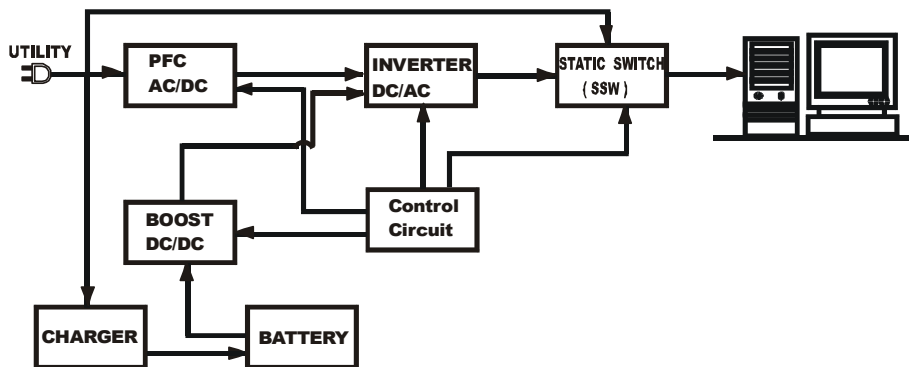 UTILITY
PFC
AC/DC
INVERTER
DC/AC
STATIC SWITCH
( SSW )
BOOST
DC/DC
Control
Circuit
CHARGER
BATTERY